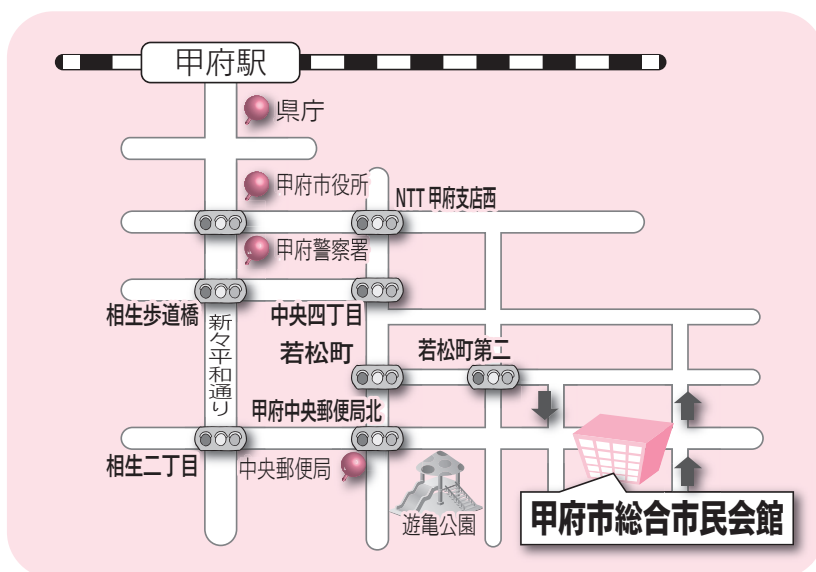 甲府駅
県庁
甲府市役所
NTT 甲府支店西
甲府警察署
相生歩道橋
中央四丁目
新々平和通り
若松町
若松町第二
甲府中央郵便局北
相生二丁目
中央郵便局
遊亀公園
甲府市総合市民会館